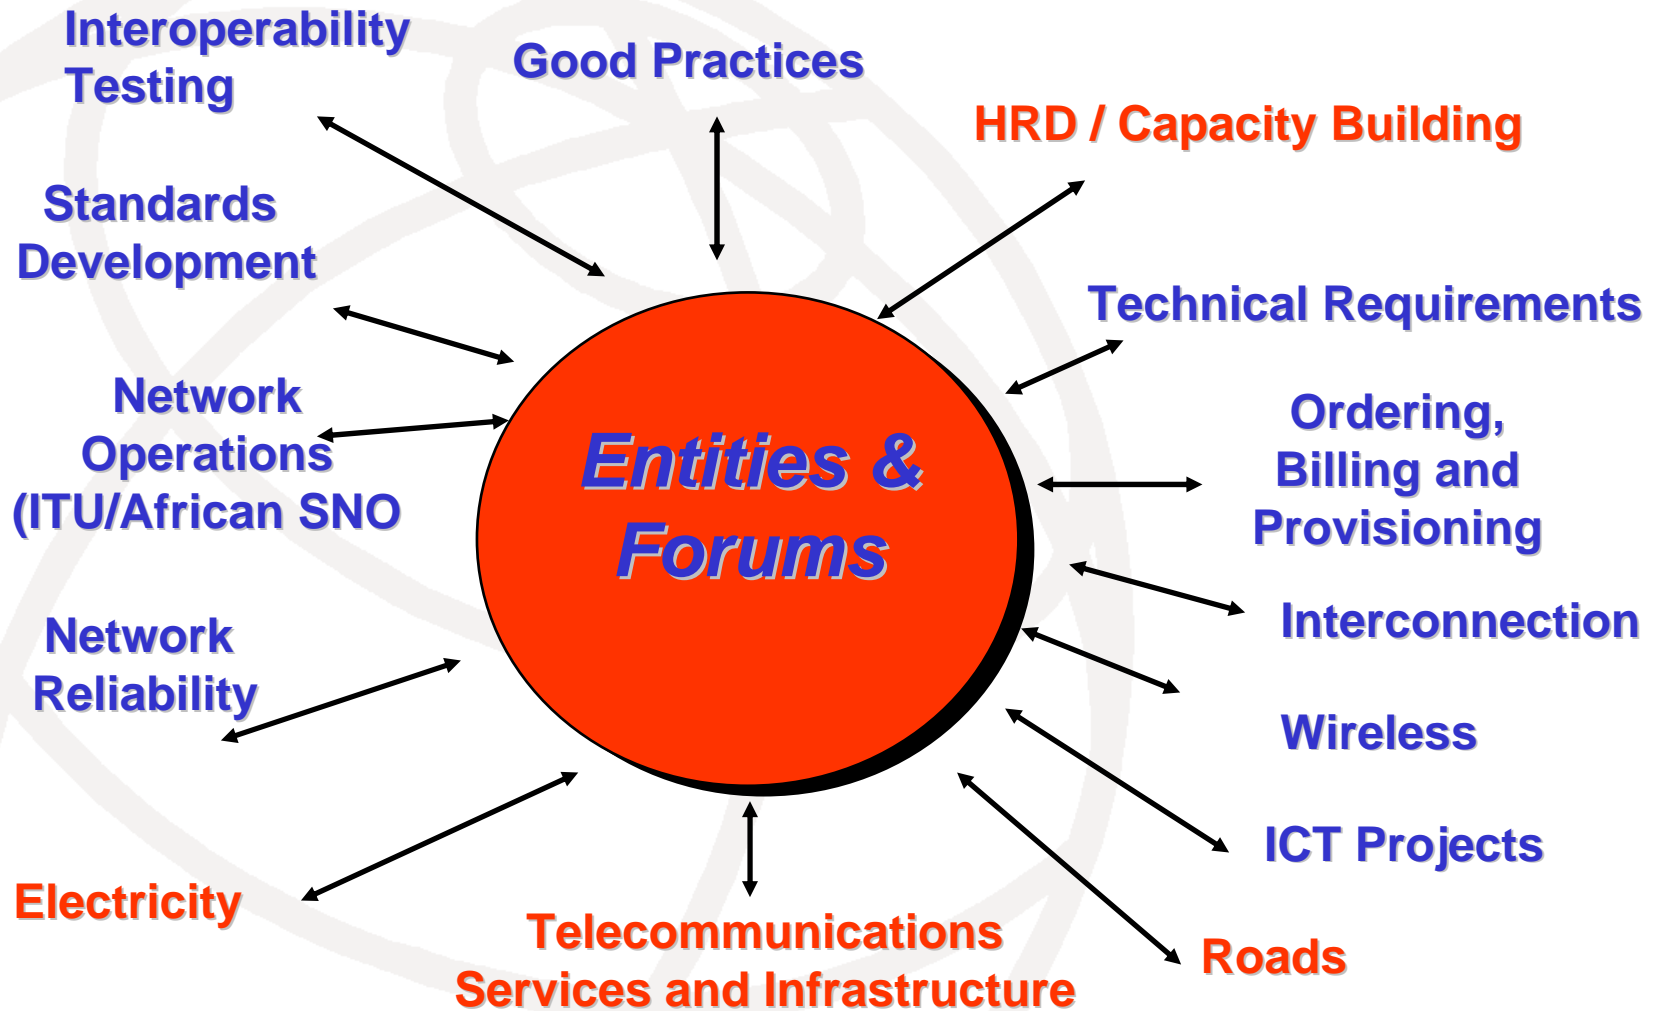 Interoperability
Testing
Good Practices
HRD / Capacity Building
Standards
Development
Technical Requirements
Network
Operations
(ITU/African SNO
Ordering,
Billing and
Provisioning
Entities &
Forums
Interconnection
Network
Reliability
Wireless
ICT Projects
Electricity
Telecommunications
Services and Infrastructure
Roads